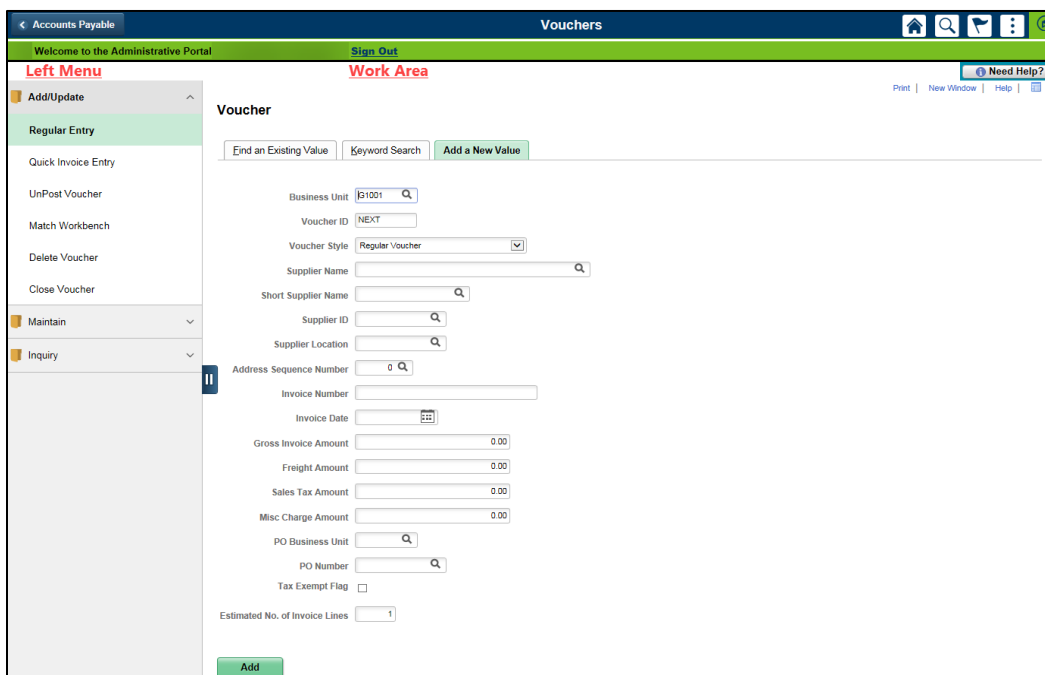 Accounts Payable
Vouchers
Welcome to the Administrative Portal Sign Out
Left Menu
Work Area
Need Help?
Print | New Window | Help |
Add/Update
Regular Entry
Quick Invoice Entry
UnPost Voucher
Match Workbench
Delete Voucher
Close Voucher
Maintain
Inquiry
Voucher
Find an Existing Value Keyword Search Add a New Value
Business Unit G1001
Voucher ID NEXT
Voucher Style Regular Voucher
Supplier Name
Short Supplier Name
Supplier ID
Supplier Location
Address Sequence Number 0
Invoice Number
Invoice Date
Gross Invoice Amount 0.00
Freight Amount 0.00
Sales Tax Amount 0.00
Misc Charge Amount 0.00
PO Business Unit
PO Number
Tax Exempt Flag
Estimated No. of Invoice Lines 1
Add